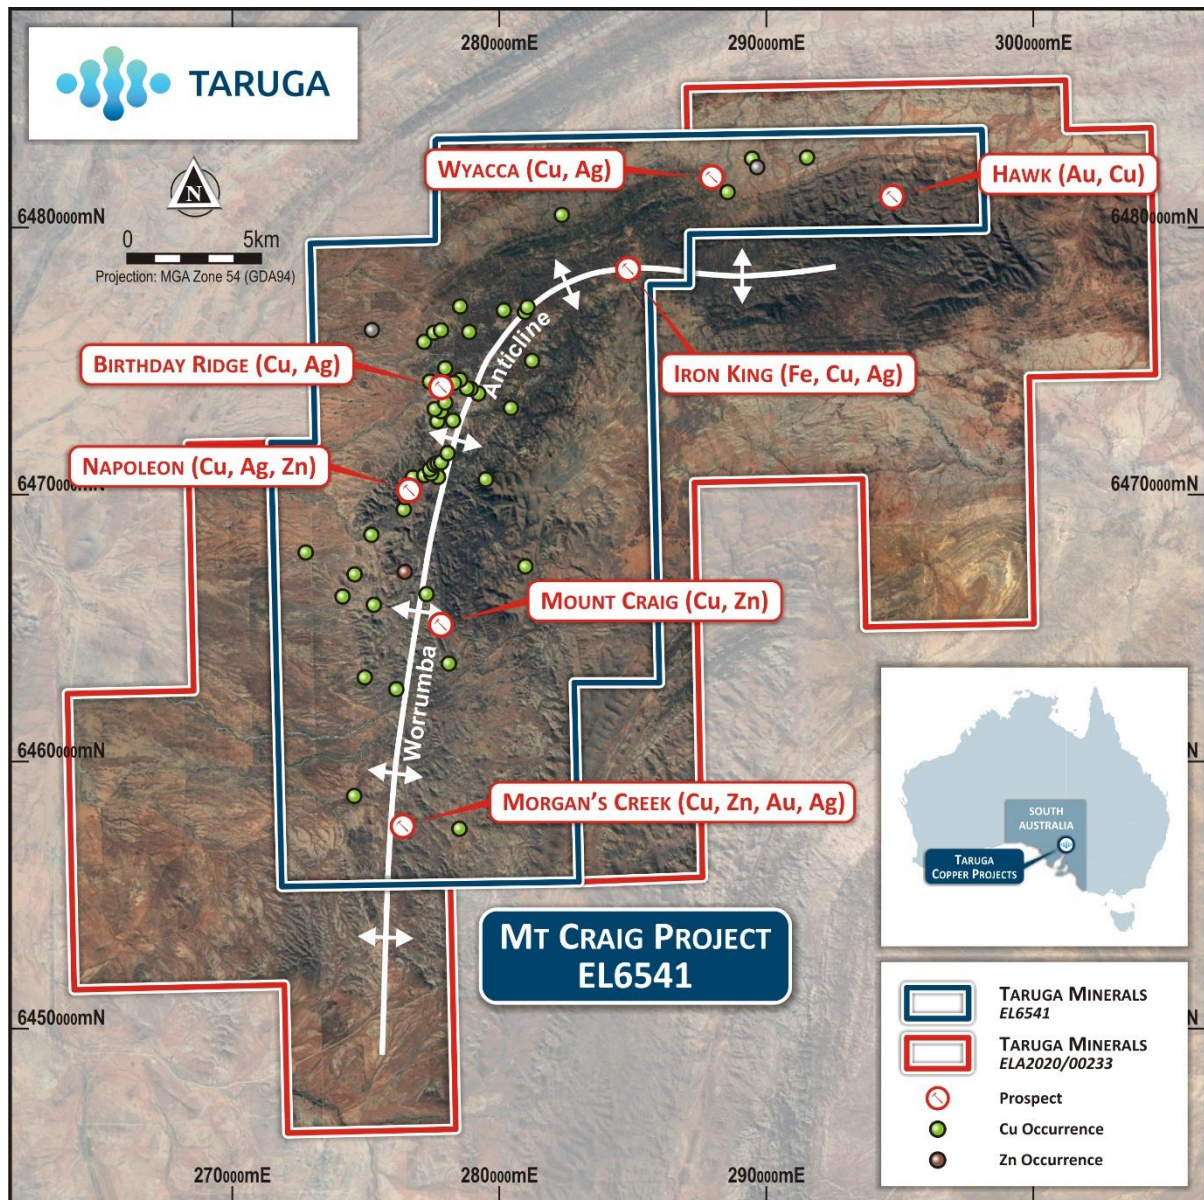 280000mE
290000mE
300000mE
TARUGA
N
0
5km
Projection: MGA Zone 54 (GDA94)
WYACCA (Cu, Ag)
HAWK (Au, Cu)
6480000mN
6480000mN
BIRTHDAY RIDGE (Cu, Ag)
Anticline
IRON KING (Fe, Cu, Ag)
NAPOLEON (Cu, Ag, Zn)
6470000mN
6470000mN
MOUNT CRAIG (Cu, Zn)
Worrumba
6460000mN
6460000mN
MORGAN'S CREEK (Cu, Zn, Au, Ag)
SOUTH
AUSTRALIA
TARUGA
COPPER PROJECTS
MT CRAIG PROJECT
EL6541
6450000mN
6450000mN
TARUGA MINERALS
EL6541
TARUGA MINERALS
ELA2020/00233
Prospect
Cu Occurrence
Zn Occurrence
270000mE
280000mE
290000mE